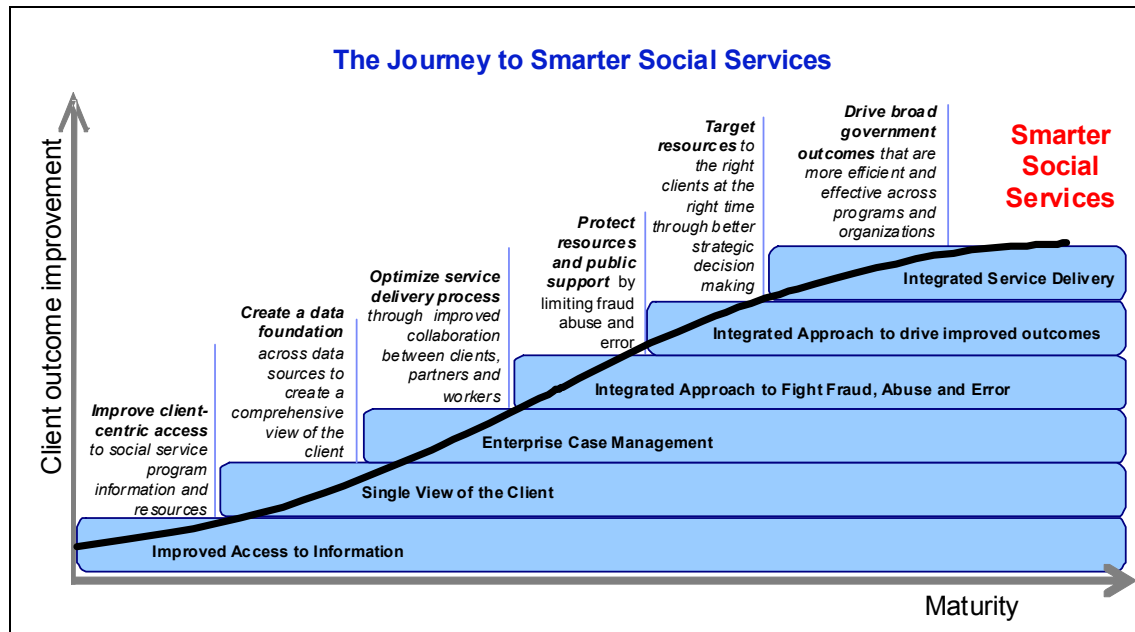 The Journey to Smarter Social Services
Client outcome improvement
Improve client-
centric access
to social service
program
information and
resources
Create a data
foundation
across data
sources to
create a
comprehensive
view of the
client
Optimize service
delivery process
through improved
collaboration
between clients,
partners and
workers
Protect
resources
and public
support by
limiting fraud
abuse and
error
Target
resources to
the right
clients at the
right time
through better
strategic
decision
making
Drive broad
government
outcomes that are
more efficient and
effective across
programs and
organizations
Smarter
Social
Services
Integrated Service Delivery
Integrated Approach to drive improved outcomes
Integrated Approach to Fight Fraud, Abuse and Error
Enterprise Case Management
Single View of the Client
Improved Access to Information
Maturity